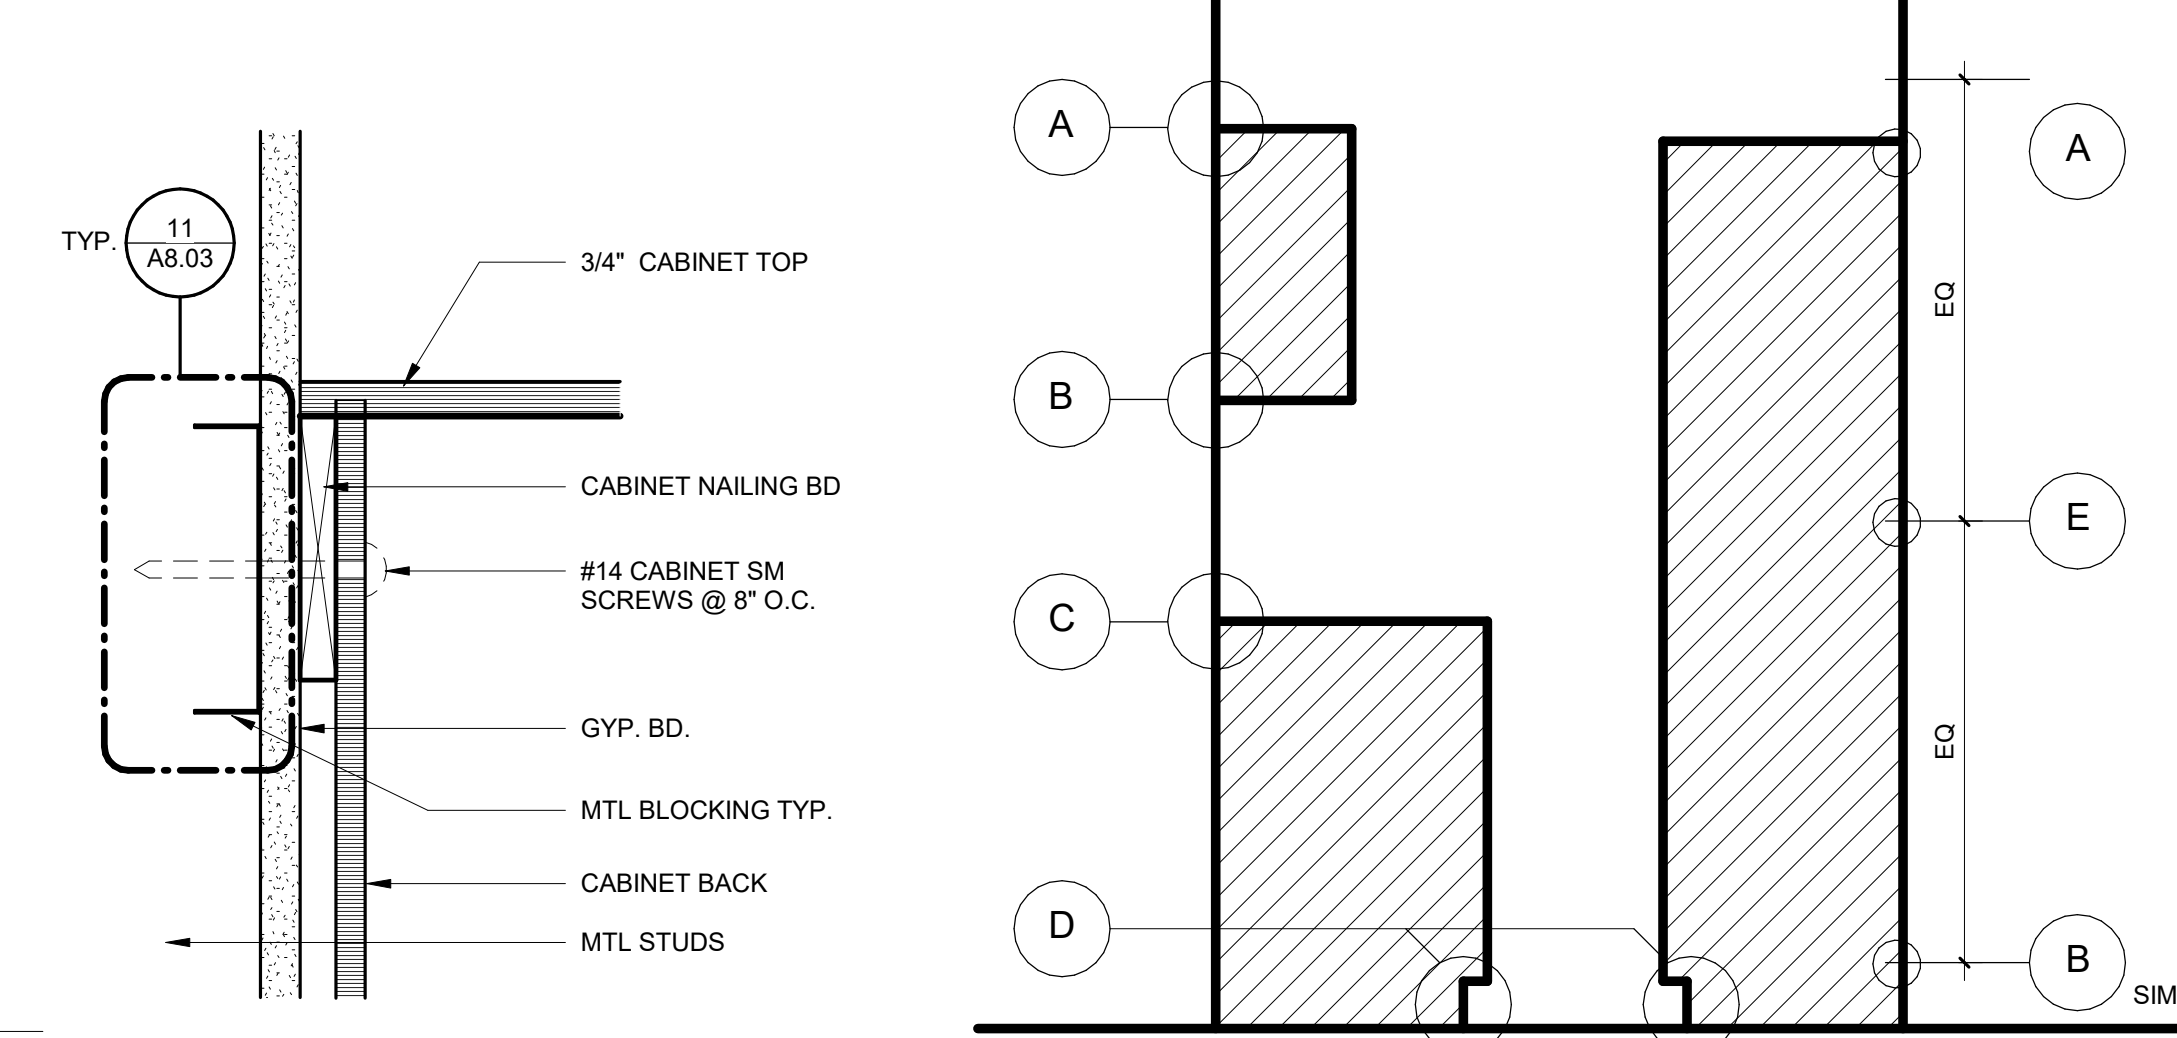 TYP.
11
A8.03
3/4" CABINET TOP
CABINET NAILING BD
#14 CABINET SM
SCREWS @ 8" O.C.
GYP. BD.
MTL BLOCKING TYP.
CABINET BACK
MTL STUDS
A
B
C
D
EQ
EQ
A
E
B
SIM